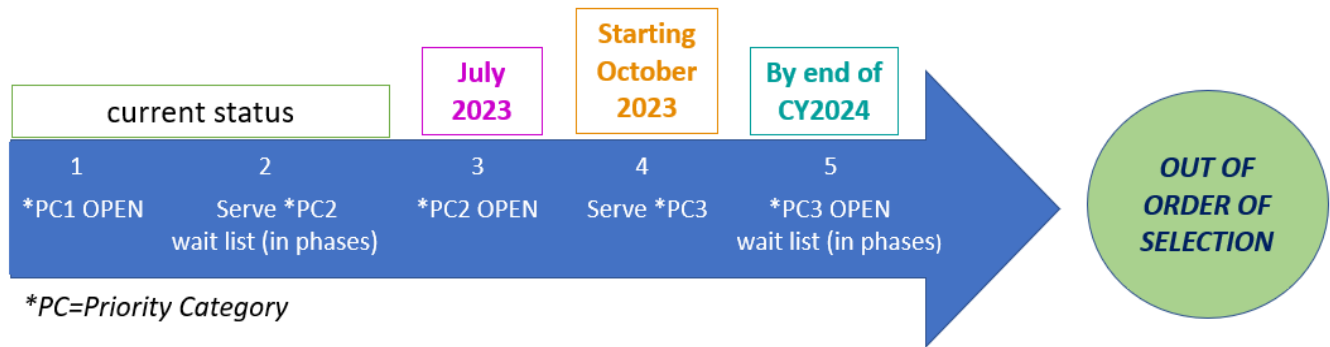 current status
July
2023
Starting
October
2023
By end of
CY2024
1
*PC1 OPEN
2
Serve *PC2
wait list (in phases)
3
*PC2 OPEN
4
Serve *PC3
5
*PC3 OPEN
wait list (in phases)
OUT OF
ORDER OF
SELECTION
*PC=Priority Category